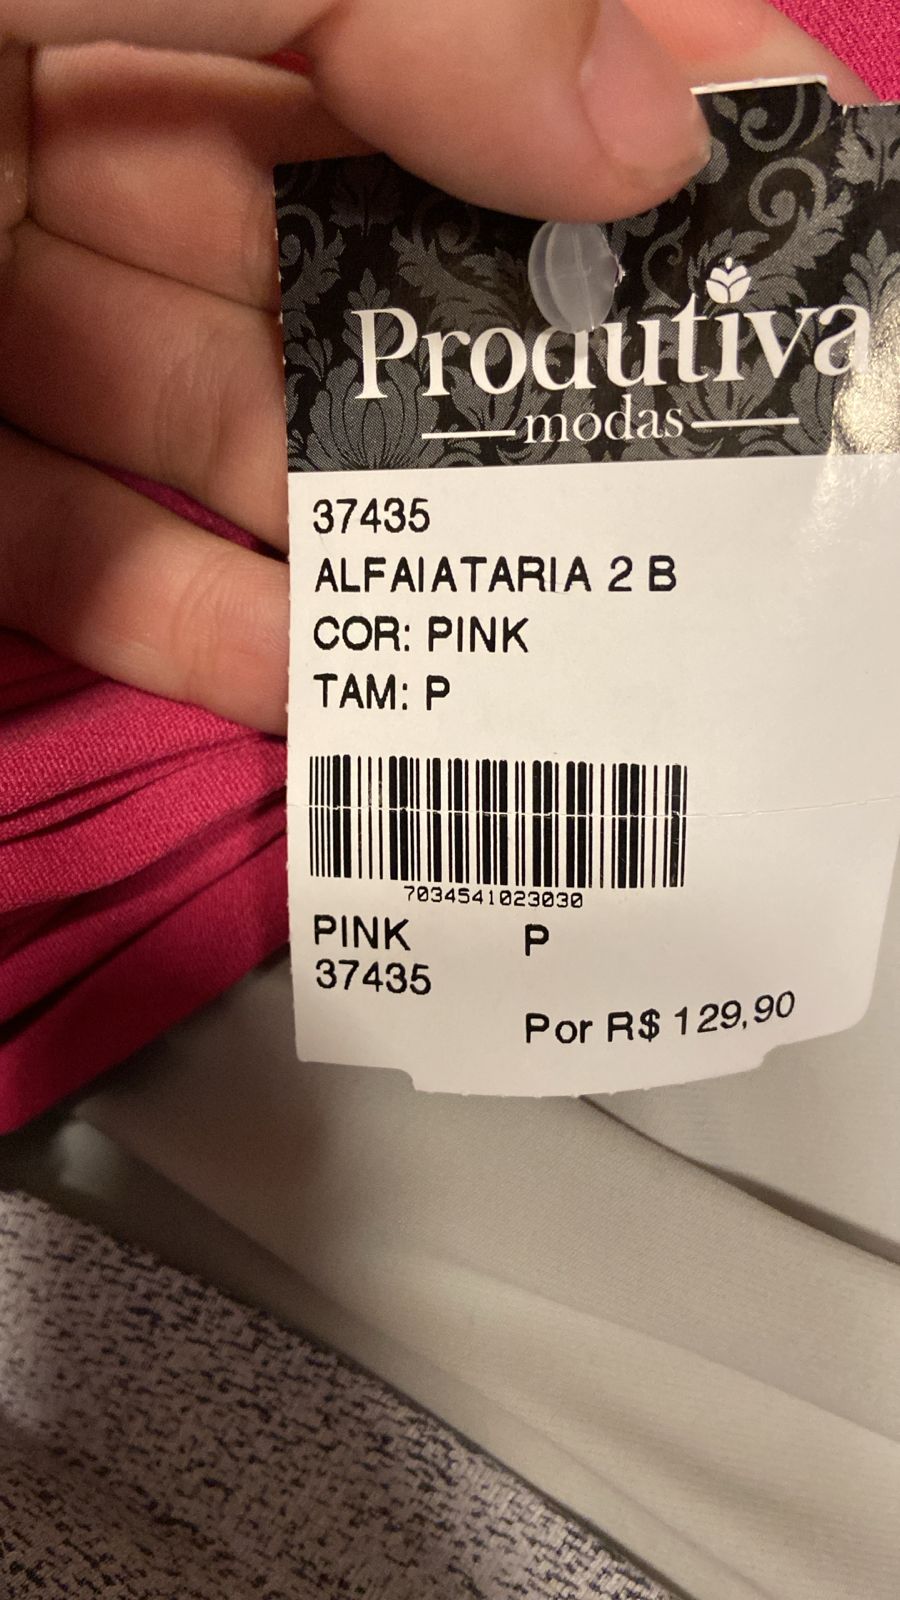 Produtiva
modas
37435
ALFAIATARIA 2 B
COR: PINK
TAM: P
7034541023030
PINK P
37435
Por R$ 129,90